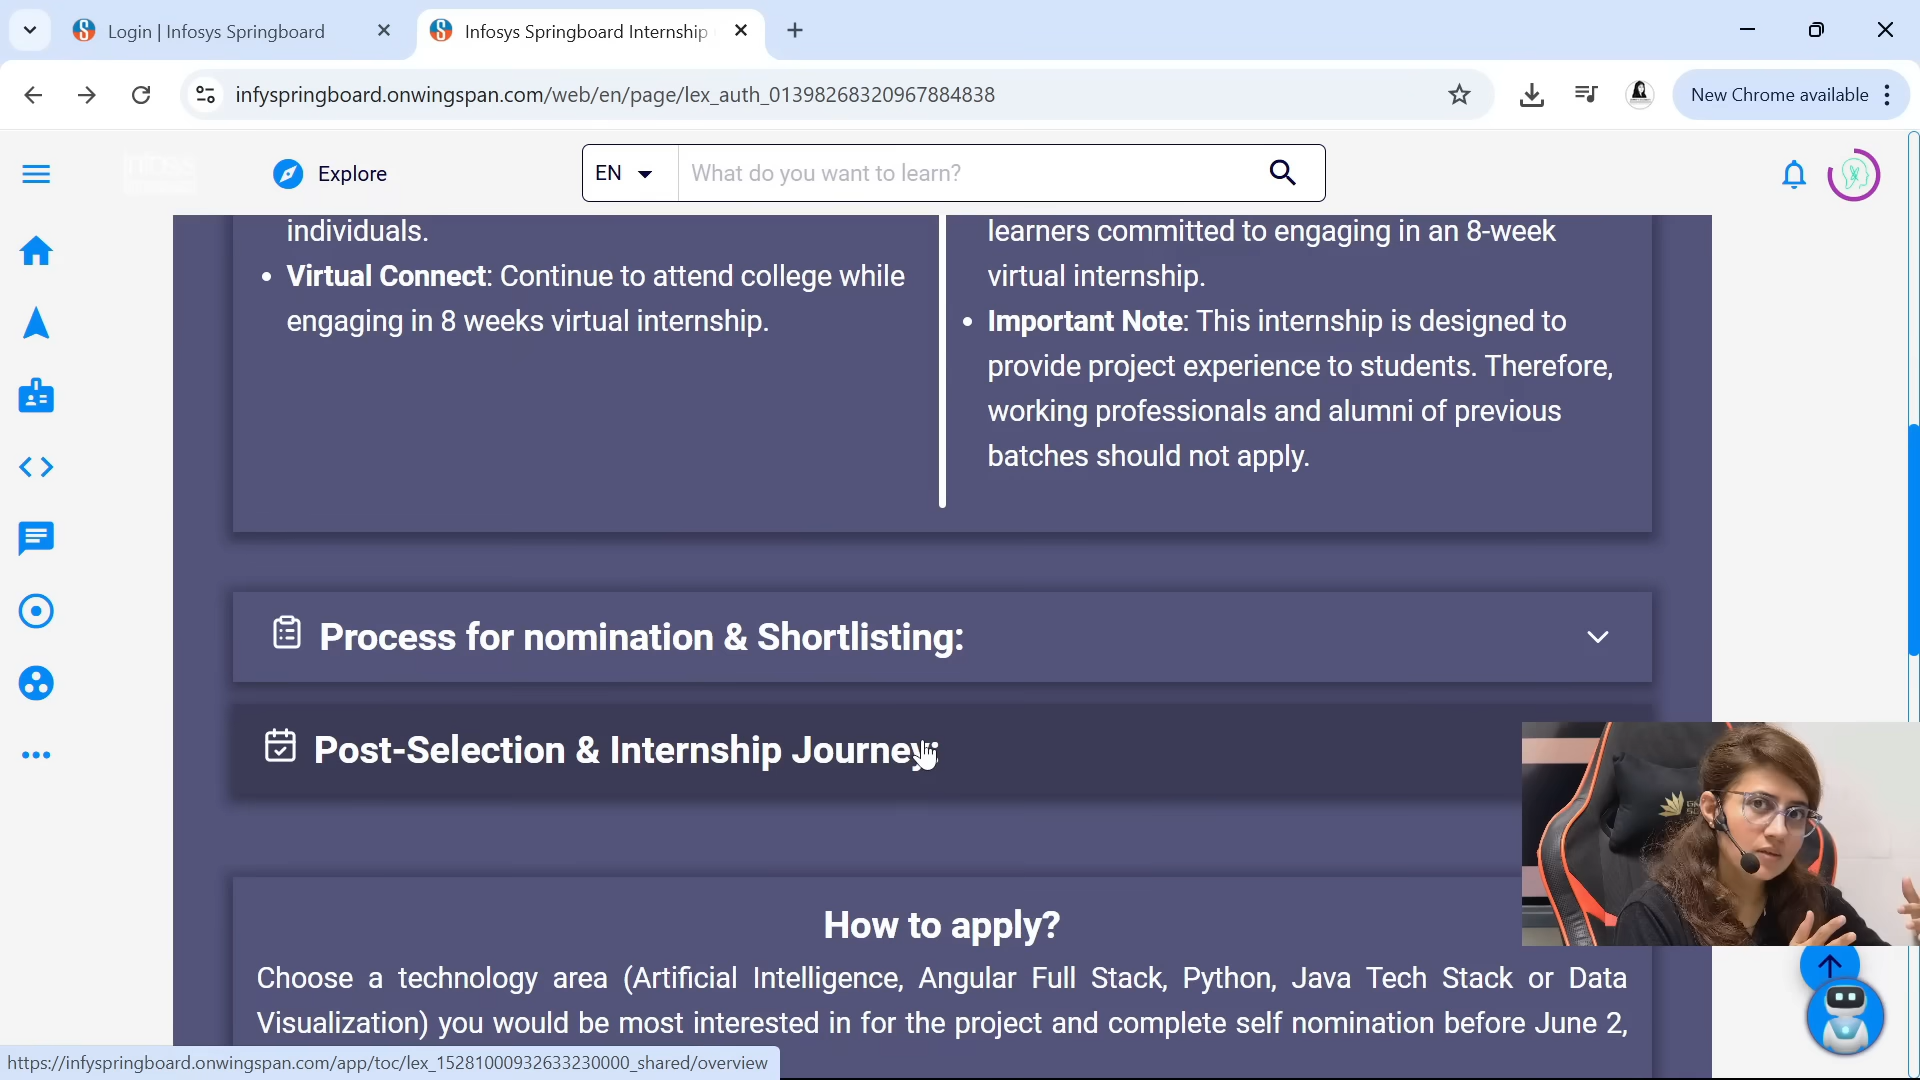 Login | Infosys Springboard
Infosys Springboard Internship
infyspringboard.onwingspan.com/web/en/page/lex_auth_01398268320967884838
New Chrome available
Explore
EN
What do you want to learn?
individuals.
• Virtual Connect: Continue to attend college while
engaging in 8 weeks virtual internship.
learners committed to engaging in an 8-week
virtual internship.
• Important Note: This internship is designed to
provide project experience to students. Therefore,
working professionals and alumni of previous
batches should not apply.
Process for nomination & Shortlisting:
Post-Selection & Internship Journey:
How to apply?
Choose a technology area (Artificial Intelligence, Angular Full Stack, Python, Java Tech Stack or Data
Visualization) you would be most interested in for the project and complete self nomination before June 2,
https://infyspringboard.onwingspan.com/app/toc/lex_15281000932633230000_shared/overview